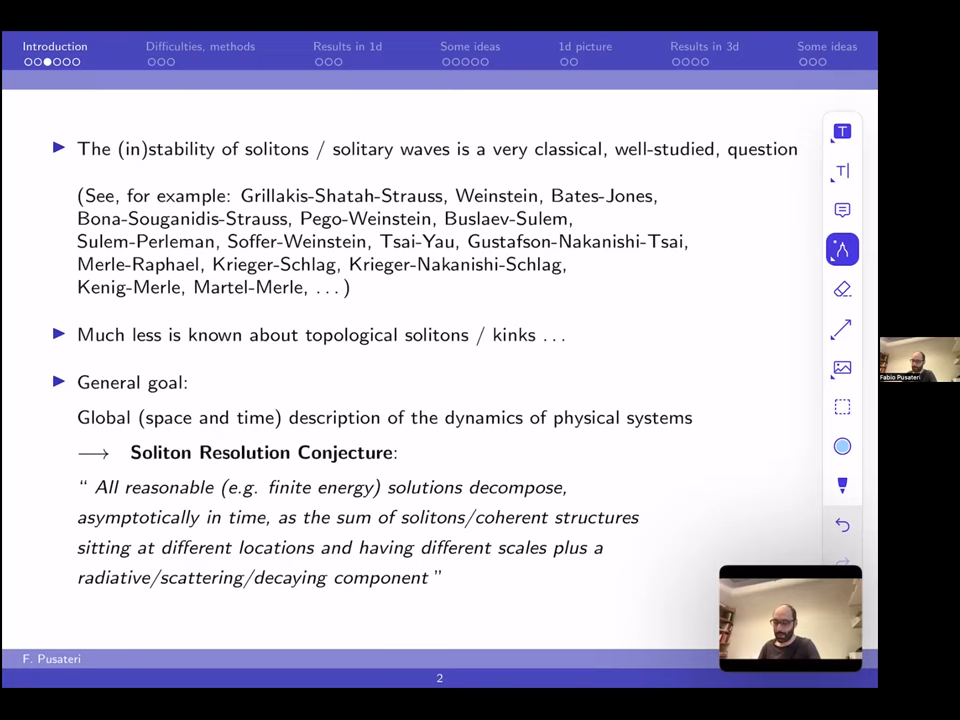 Introduction
Difficulties, methods
Results in 1d
Some ideas
1d picture
Results in 3d
Some ideas
The (in)stability of solitons / solitary waves is a very classical, well-studied, question
(See, for example: Grillakis-Shatah-Strauss, Weinstein, Bates-Jones,
Bona-Souganidis-Strauss, Pego-Weinstein, Buslaev-Sulem,
Sulem-Perleman, Soffer-Weinstein, Tsai-Yau, Gustafson-Nakanishi-Tsai,
Merle-Raphael, Krieger-Schlag, Krieger-Nakanishi-Schlag,
Kenig-Merle, Martel-Merle, . . . )
Much less is known about topological solitons / kinks . . .
General goal:
Global (space and time) description of the dynamics of physical systems
⟶ Soliton Resolution Conjecture:
“ All reasonable (e.g. finite energy) solutions decompose,
asymptotically in time, as the sum of solitons/coherent structures
sitting at different locations and having different scales plus a
radiative/scattering/decaying component ”
F. Pusateri
2
T
T
Fabio Pusateri